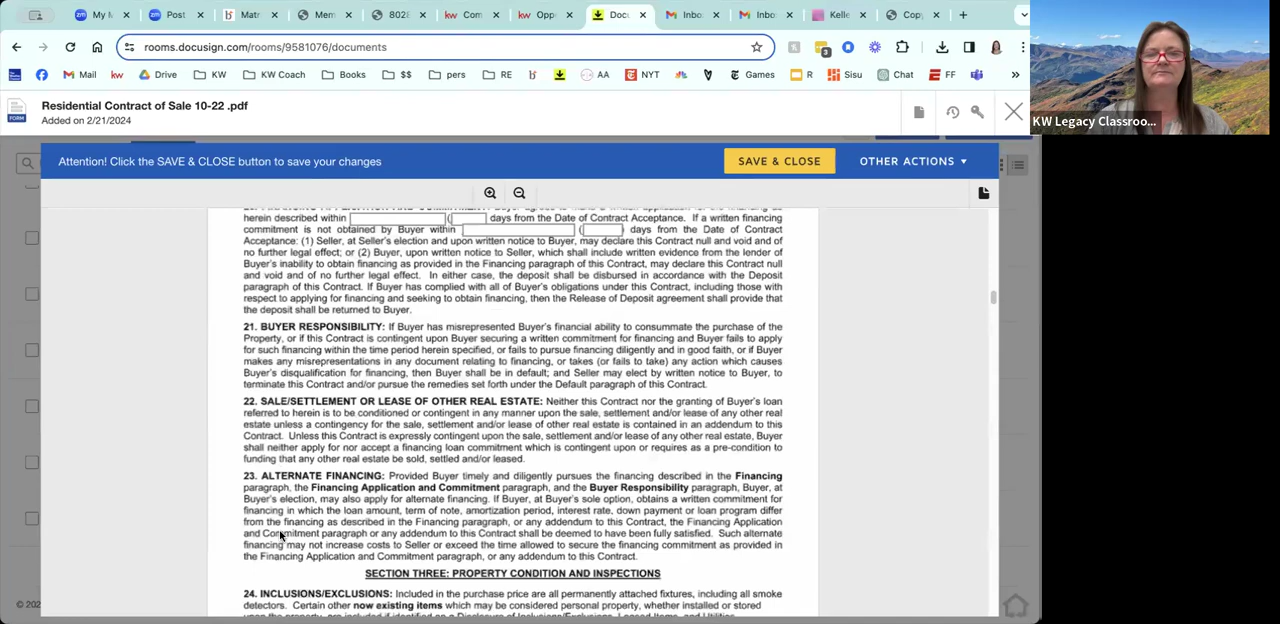 My M
Post
Matr
Mem
8028
Com
Opp
Docu
Inbo
Inbo
Kelle
Copy
rooms.docusign.com/rooms/9581076/documents
Mail
kw
Drive
KW
KW Coach
Books
$$
pers
RE
AA
NYT
Games
R
Sisu
Chat
FF
Residential Contract of Sale 10-22 .pdf
Added on 2/21/2024
KW Legacy Classroo...
Attention! Click the SAVE & CLOSE button to save your changes
SAVE & CLOSE
OTHER ACTIONS
herein described within ( days from the Date of Contract Acceptance. If a written financing
commitment is not obtained by Buyer within ( ) days from the Date of Contract
Acceptance: (1) Seller, at Seller's election and upon written notice to Buyer, may declare this Contract null and void and of
no further legal effect; or (2) Buyer, upon written notice to Seller, which shall include written evidence from the lender of
Buyer's inability to obtain financing as provided in the Financing paragraph of this Contract, may declare this Contract null
and void and of no further legal effect. In either case, the deposit shall be disbursed in accordance with the Deposit
paragraph of this Contract. If Buyer has complied with all of Buyer's obligations under this Contract, including those with
respect to applying for financing and seeking to obtain financing, then the Release of Deposit agreement shall provide that
the deposit shall be returned to Buyer.
21. BUYER RESPONSIBILITY: If Buyer has misrepresented Buyer's financial ability to consummate the purchase of the
Property, or if this Contract is contingent upon Buyer securing a written commitment for financing and Buyer fails to apply
for such financing within the time period herein specified, or fails to pursue financing diligently and in good faith, or if Buyer
makes any misrepresentations in any document relating to financing, or takes (or fails to take) any action which causes
Buyer's disqualification for financing, then Buyer shall be in default; and Seller may elect by written notice to Buyer, to
terminate this Contract and/or pursue the remedies set forth under the Default paragraph of this Contract.
22. SALE/SETTLEMENT OR LEASE OF OTHER REAL ESTATE: Neither this Contract nor the granting of Buyer's loan
referred to herein is to be conditioned or contingent in any manner upon the sale, settlement and/or lease of any other real
estate unless a contingency for the sale, settlement and/or lease of other real estate is contained in an addendum to this
Contract. Unless this Contract is expressly contingent upon the sale, settlement and/or lease of any other real estate, Buyer
shall neither apply for nor accept a financing loan commitment which is contingent upon or requires as a pre-condition to
funding that any other real estate be sold, settled and/or leased.
23. ALTERNATE FINANCING: Provided Buyer timely and diligently pursues the financing described in the Financing
paragraph, the Financing Application and Commitment paragraph, and the Buyer Responsibility paragraph, Buyer, at
Buyer's election, may also apply for alternate financing. If Buyer, at Buyer's sole option, obtains a written commitment for
financing in which the loan amount, term of note, amortization period, interest rate, down payment or loan program differ
from the financing as described in the Financing paragraph, or any addendum to this Contract, the Financing Application
and Commitment paragraph or any addendum to this Contract shall be deemed to have been fully satisfied. Such alternate
financing may not increase costs to Seller or exceed the time allowed to secure the financing commitment as provided in
the Financing Application and Commitment paragraph, or any addendum to this Contract.
SECTION THREE: PROPERTY CONDITION AND INSPECTIONS
24. INCLUSIONS/EXCLUSIONS: Included in the purchase price are all permanently attached fixtures, including all smoke
detectors. Certain other now existing items which may be considered personal property, whether installed or stored
© 202